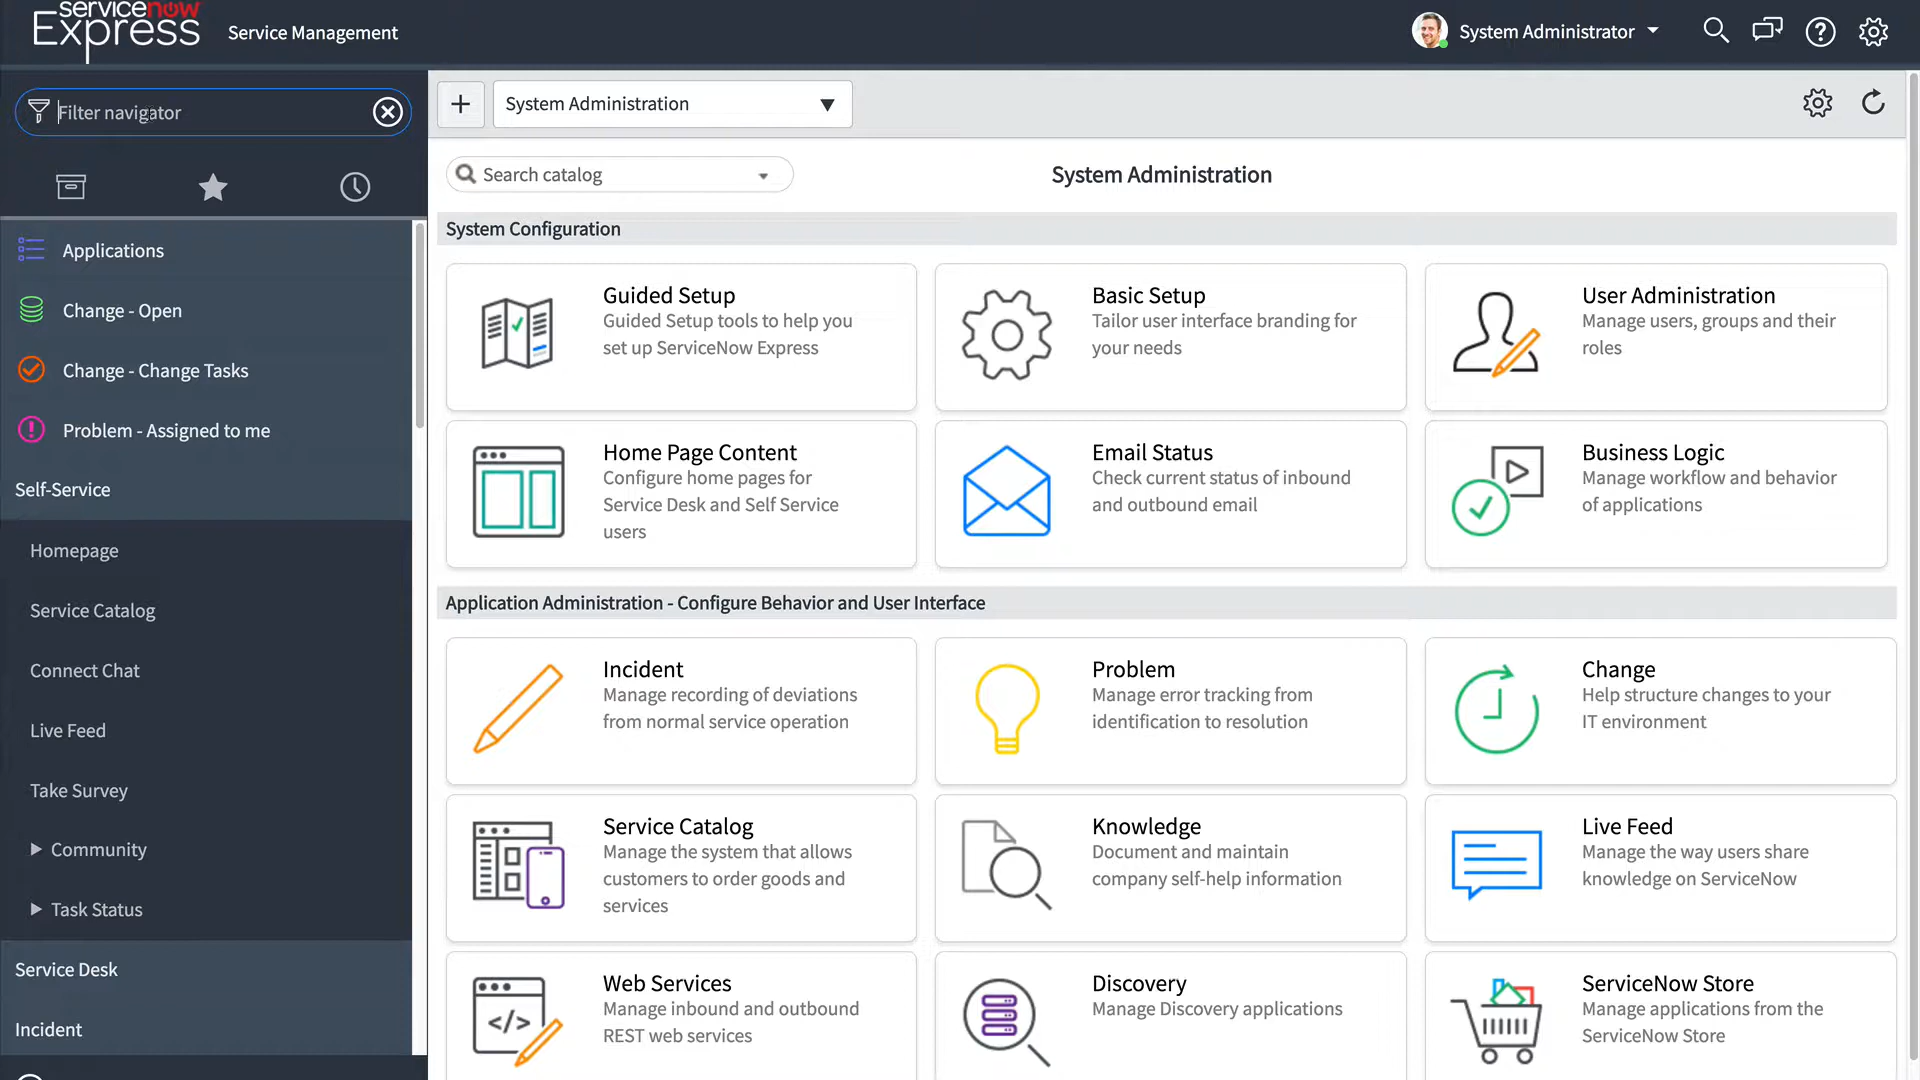 servicenow
Express
Service Management
System Administrator
Filter navigator
System Administration
Search catalog
System Administration
Applications
Change - Open
Change - Change Tasks
Problem - Assigned to me
Self-Service
Homepage
Service Catalog
Connect Chat
Live Feed
Take Survey
Community
Task Status
Service Desk
Incident
System Configuration
Guided Setup
Guided Setup tools to help you
set up ServiceNow Express
Basic Setup
Tailor user interface branding for
your needs
User Administration
Manage users, groups and their
roles
Home Page Content
Configure home pages for
Service Desk and Self Service
users
Email Status
Check current status of inbound
and outbound email
Business Logic
Manage workflow and behavior
of applications
Application Administration - Configure Behavior and User Interface
Incident
Manage recording of deviations
from normal service operation
Problem
Manage error tracking from
identification to resolution
Change
Help structure changes to your
IT environment
Service Catalog
Manage the system that allows
customers to order goods and
services
Knowledge
Document and maintain
company self-help information
Live Feed
Manage the way users share
knowledge on ServiceNow
Web Services
Manage inbound and outbound
REST web services
Discovery
Manage Discovery applications
ServiceNow Store
Manage applications from the
ServiceNow Store